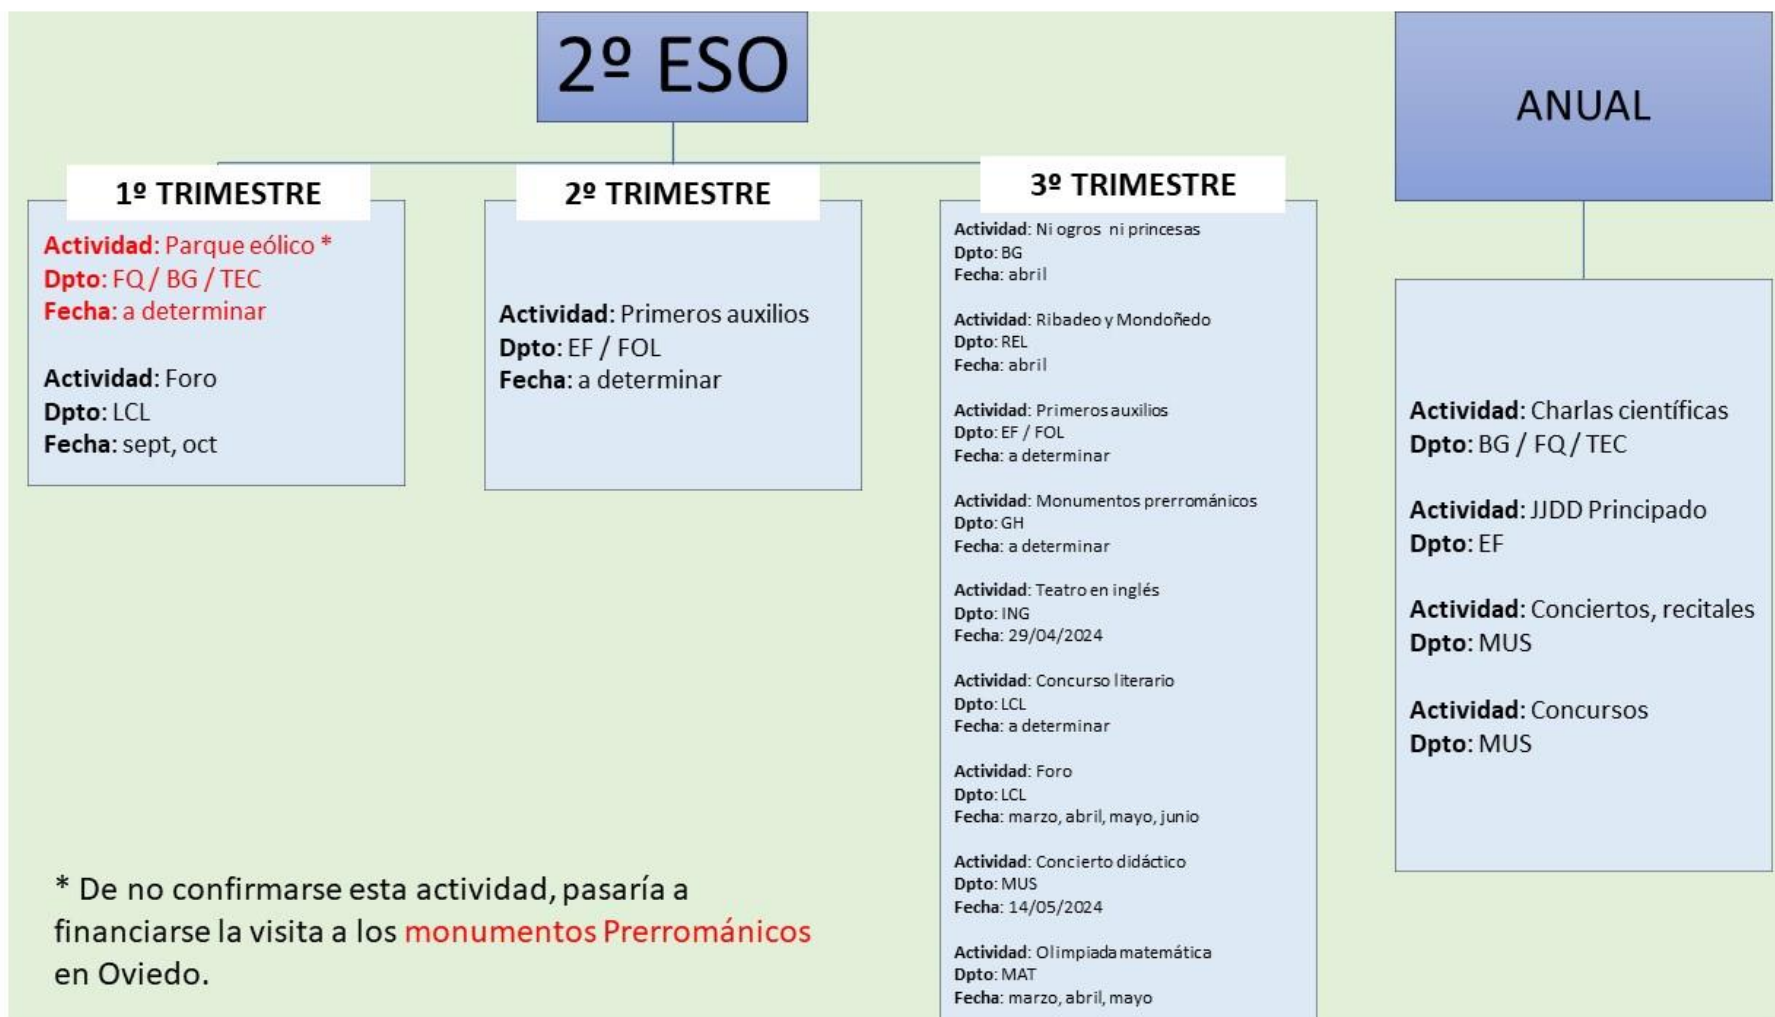 2º ESO
ANUAL
1º TRIMESTRE
Actividad: Parque eólico *
Dpto: FQ / BG / TEC
Fecha: a determinar
Actividad: Foro
Dpto: LCL
Fecha: sept, oct
2º TRIMESTRE
Actividad: Primeros auxilios
Dpto: EF / FOL
Fecha: a determinar
3º TRIMESTRE
Actividad: Ni ogros ni princesas
Dpto: BG
Fecha: abril
Actividad: Ribadeo y Mondoñedo
Dpto: REL
Fecha: abril
Actividad: Primeros auxilios
Dpto: EF / FOL
Fecha: a determinar
Actividad: Monumentos prerrománicos
Dpto: GH
Fecha: a determinar
Actividad: Teatro en inglés
Dpto: ING
Fecha: 29/04/2024
Actividad: Concurso literario
Dpto: LCL
Fecha: a determinar
Actividad: Foro
Dpto: LCL
Fecha: marzo, abril, mayo, junio
Actividad: Concierto didáctico
Dpto: MUS
Fecha: 14/05/2024
Actividad: Olimpiada matemática
Dpto: MAT
Fecha: marzo, abril, mayo
Actividad: Charlas científicas
Dpto: BG / FQ / TEC
Actividad: JJDD Principado
Dpto: EF
Actividad: Conciertos, recitales
Dpto: MUS
Actividad: Concursos
Dpto: MUS
* De no confirmarse esta actividad, pasaría a
financiarse la visita a los monumentos Prerrománicos
en Oviedo.